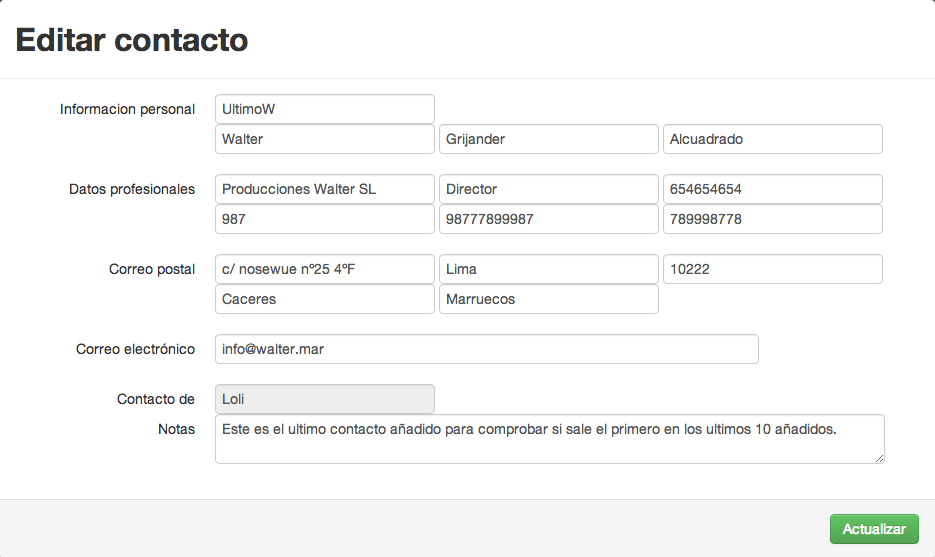 Editar contacto
Informacion personal UltimoW
Walter Grijander Alcuadrado
Datos profesionales Producciones Walter SL Director 654654654
987 98777899987 789998778
Correo postal c/ nosewue nº25 4ºF Lima 10222
Caceres Marruecos
Correo electrónico info@walter.mar
Contacto de Loli
Notas Este es el ultimo contacto añadido para comprobar si sale el primero en los ultimos 10 añadidos.
Actualizar